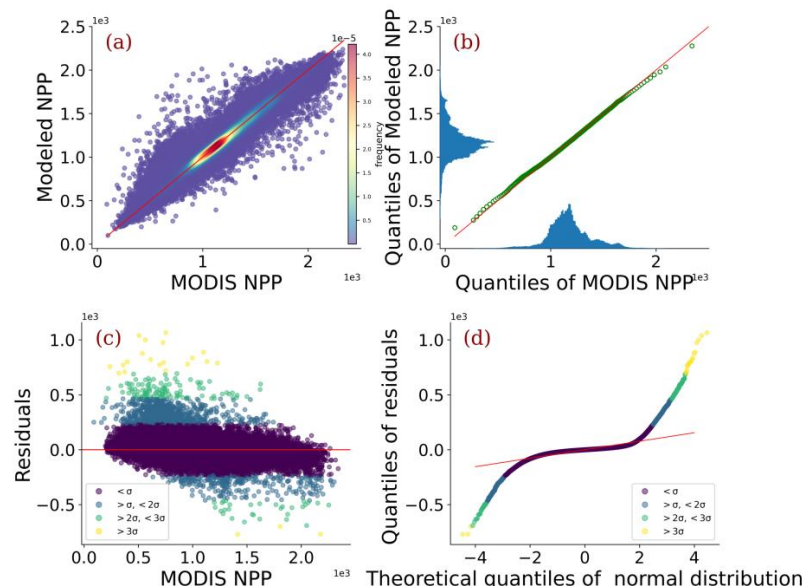 1e3
2.5
(a)
1e−5
2.0
4.0
3.5
1.5
3.0
2.5
1.0
2.0
1.5
0.5
1.0
0.5
0.0
Modeled NPP
frequency
0 1 2
MODIS NPP
1e3
1e3
2.5
(b)
2.0
1.5
1.0
0.5
0.0
Quantiles of Modeled NPP
0 1 2
Quantiles of MODIS NPP
1e3
1e3
1.0
(c)
0.5
0.0
−0.5
Residuals
< σ
> σ, < 2σ
> 2σ, < 3σ
> 3σ
0.0 0.5 1.0 1.5 2.0
MODIS NPP
1e3
1e3
1.0
(d)
0.5
0.0
−0.5
Quantiles of residuals
< σ
> σ, < 2σ
> 2σ, < 3σ
> 3σ
−4 −2 0 2 4
Theoretical quantiles of normal distribution